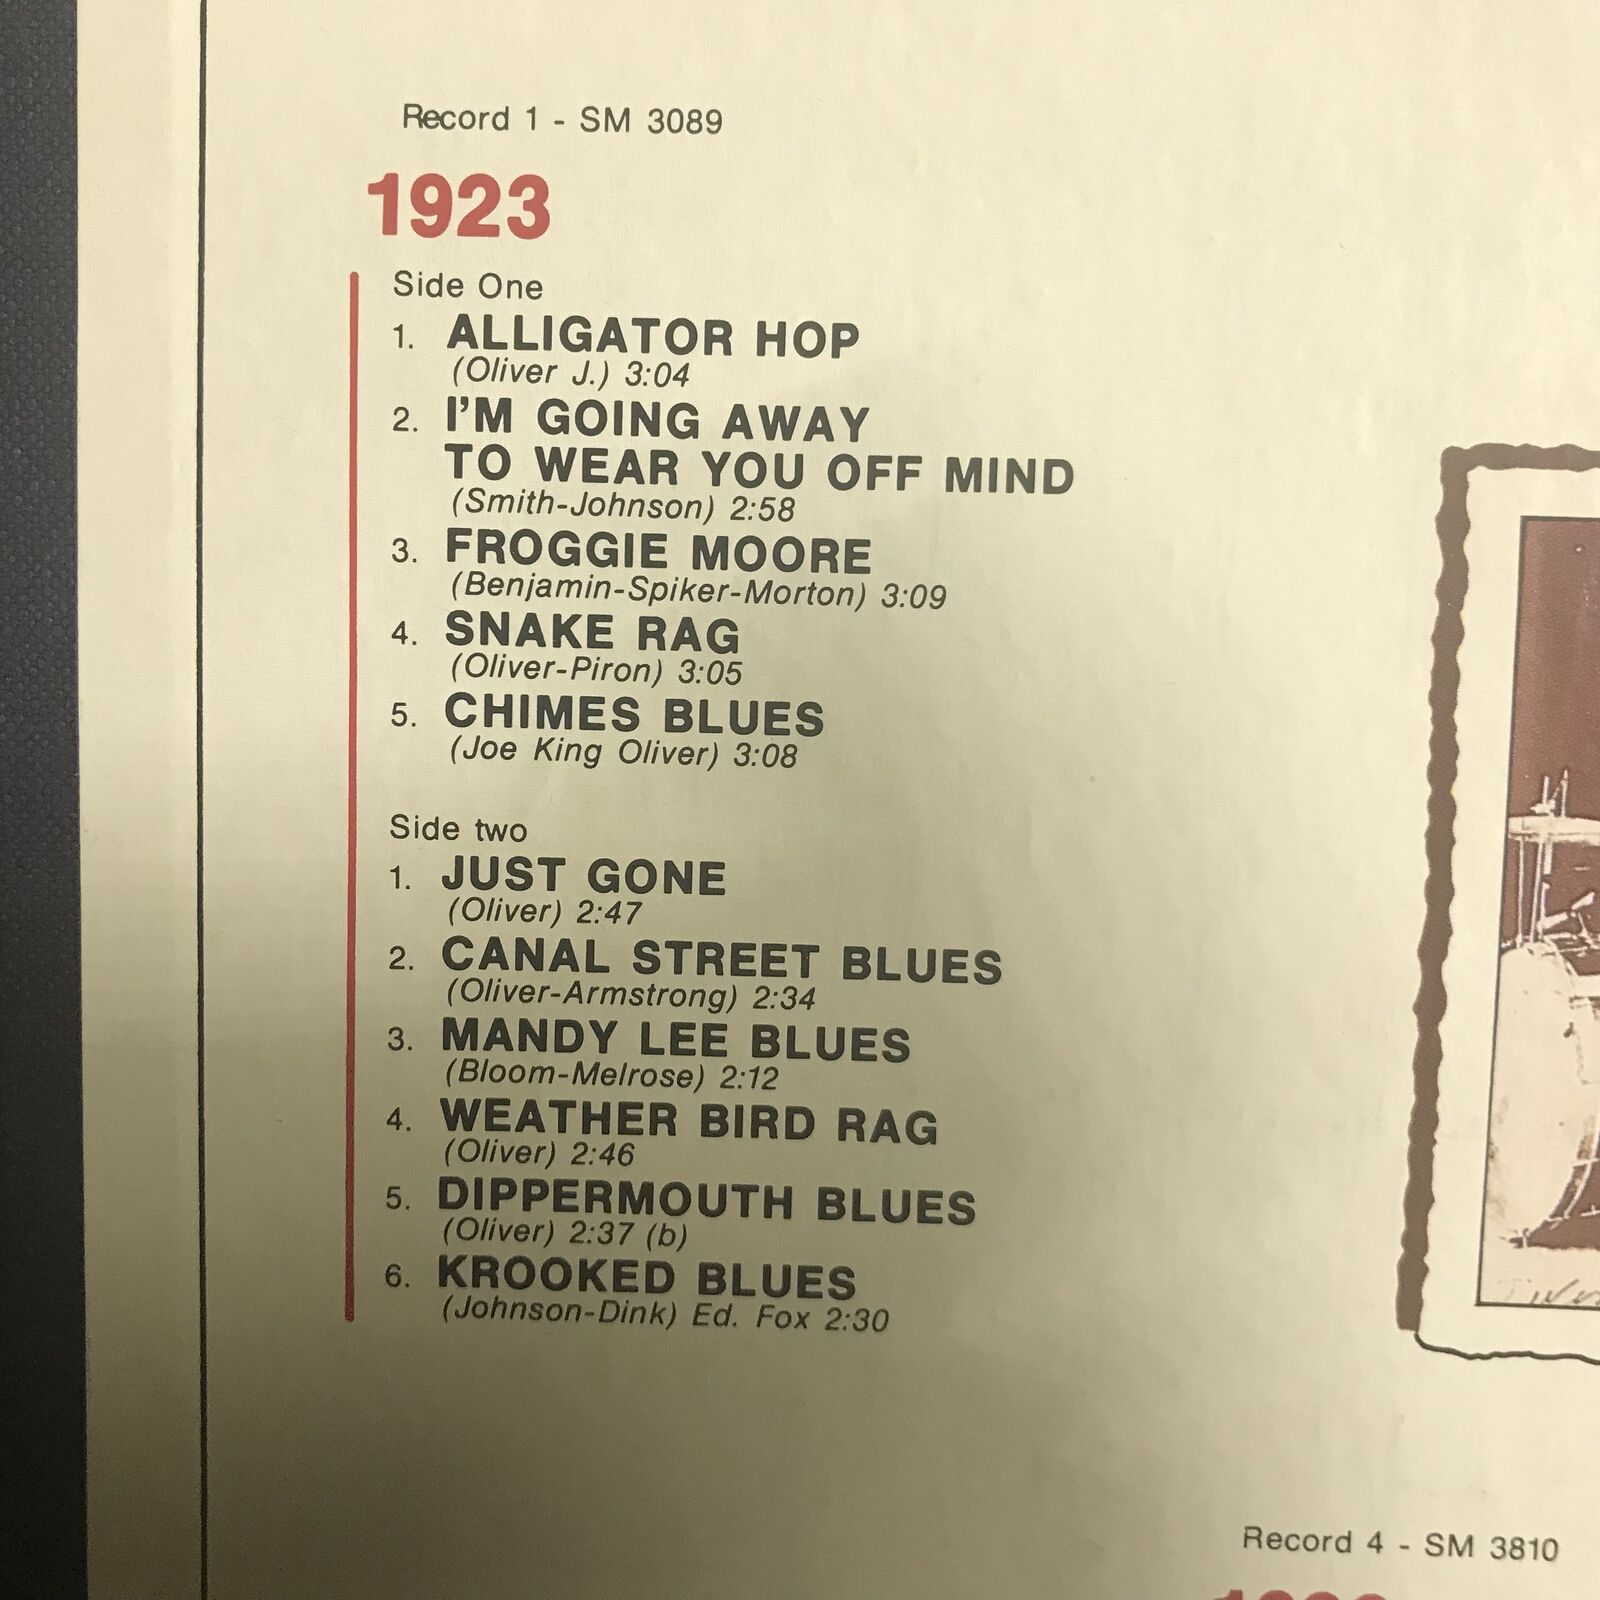 Record 1 - SM 3089
1923
Side One
1. ALLIGATOR HOP
(Oliver J.) 3:04
2. I'M GOING AWAY
TO WEAR YOU OFF MIND
(Smith-Johnson) 2:58
3. FROGGIE MOORE
(Benjamin-Spiker-Morton) 3:09
4. SNAKE RAG
(Oliver-Piron) 3:05
5. CHIMES BLUES
(Joe King Oliver) 3:08
Side two
1. JUST GONE
(Oliver) 2:47
2. CANAL STREET BLUES
(Oliver-Armstrong) 2:34
3. MANDY LEE BLUES
(Bloom-Melrose) 2:12
4. WEATHER BIRD RAG
(Oliver) 2:46
5. DIPPERMOUTH BLUES
(Oliver) 2:37 (b)
6. KROOKED BLUES
(Johnson-Dink) Ed. Fox 2:30
Record 4 - SM 3810